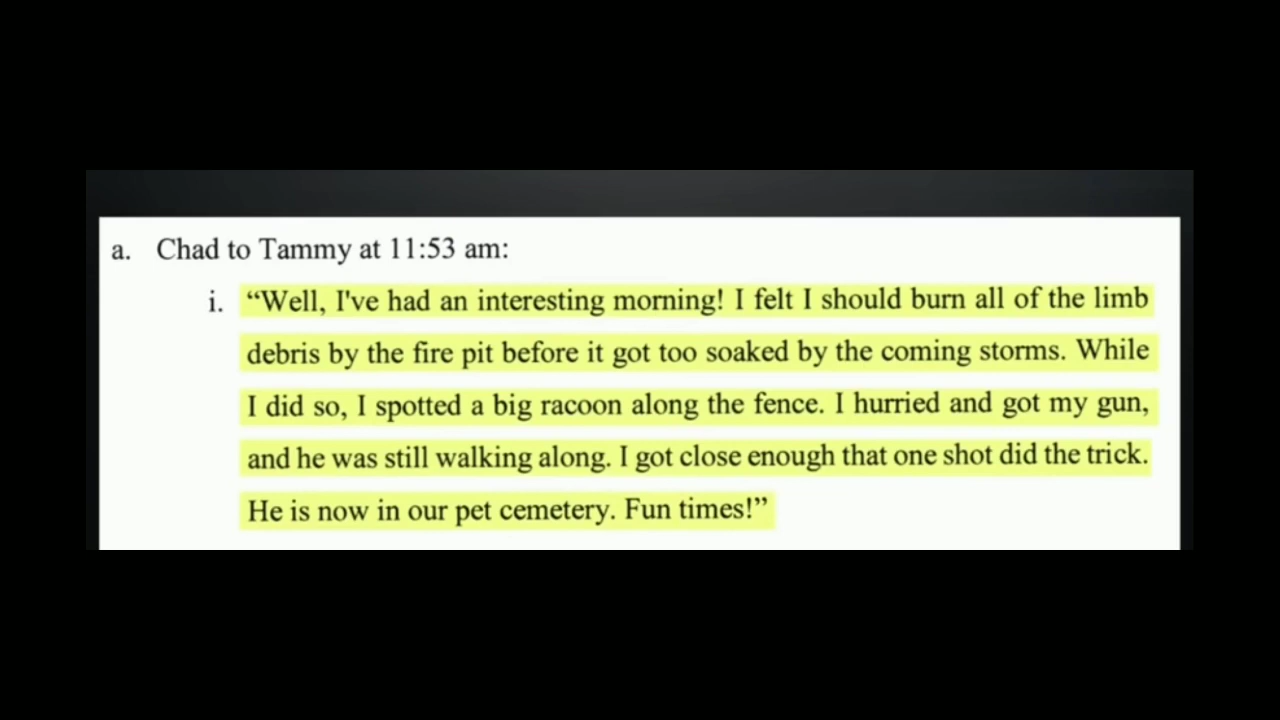 a. Chad to Tammy at 11:53 am:
i. “Well, I've had an interesting morning! I felt I should burn all of the limb
debris by the fire pit before it got too soaked by the coming storms. While
I did so, I spotted a big racoon along the fence. I hurried and got my gun,
and he was still walking along. I got close enough that one shot did the trick.
He is now in our pet cemetery. Fun times!”